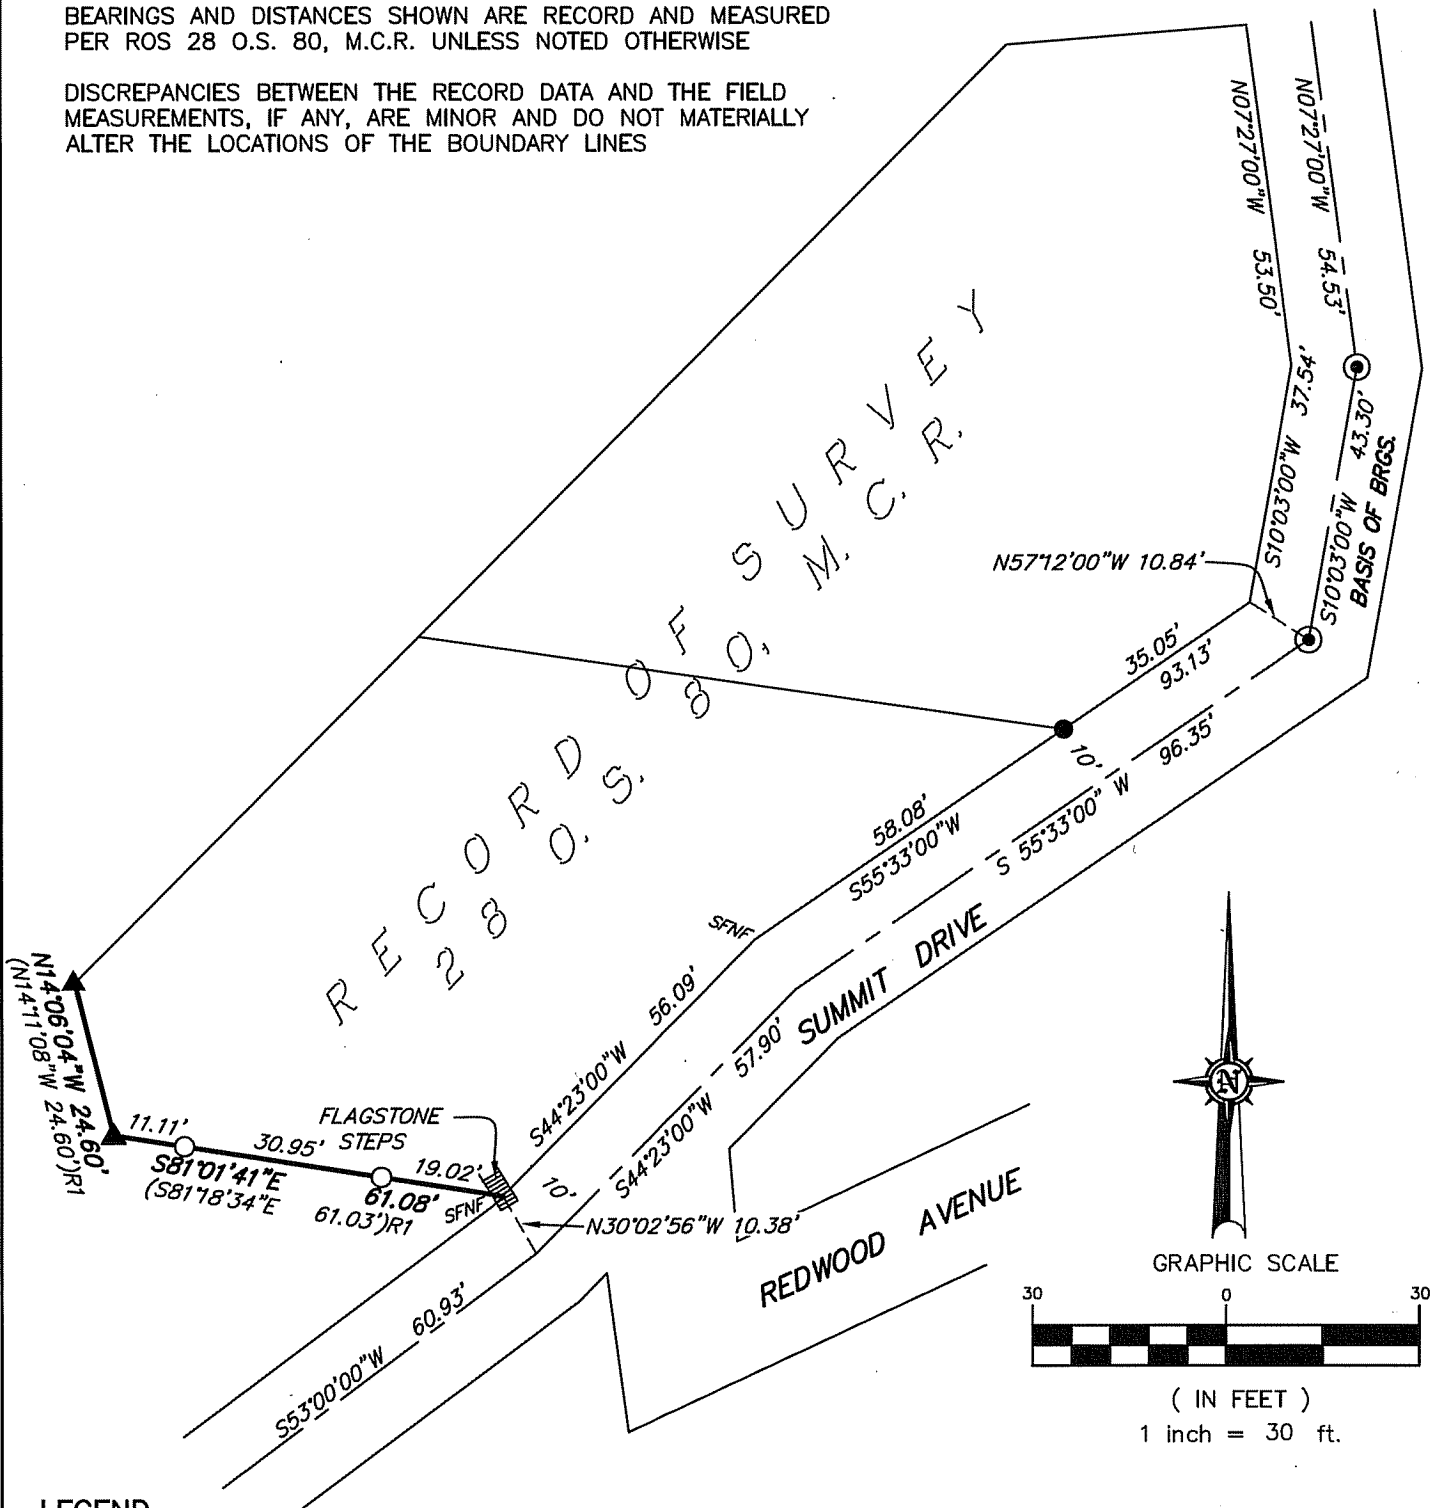 BEARINGS AND DISTANCES SHOWN ARE RECORD AND MEASURED
PER ROS 28 O.S. 80, M.C.R. UNLESS NOTED OTHERWISE
DISCREPANCIES BETWEEN THE RECORD DATA AND THE FIELD
MEASUREMENTS, IF ANY, ARE MINOR AND DO NOT MATERIALLY
ALTER THE LOCATIONS OF THE BOUNDARY LINES
N07°27'00"W 53.50'
N07°27'00"W 54.53'
S10°03'00"W 37.54'
43.30'
S10°03'00"W
BASIS OF BRGS.
RECORD OF SURVEY
28 O.S. 80, M.C.R.
N57°12'00"W 10.84'
35.05'
93.13'
10'
96.35'
S 55°33'00" W
58.08'
S55°33'00"W
SFNF
SUMMIT DRIVE
56.09'
S44°23'00"W
57.90'
S44°23'00"W
N14°06'04"W 24.60'
(N14°11'08"W 24.60')R1
11.11'
30.95'
FLAGSTONE
STEPS
19.02'
S81°01'41"E
61.08'
(S81°18'34"E
61.03')R1
SFNF
10'
N30°02'56"W 10.38'
REDWOOD AVENUE
60.93'
S53°00'00"W
N
GRAPHIC SCALE
30 0 30
( IN FEET )
1 inch = 30 ft.
LEGEND